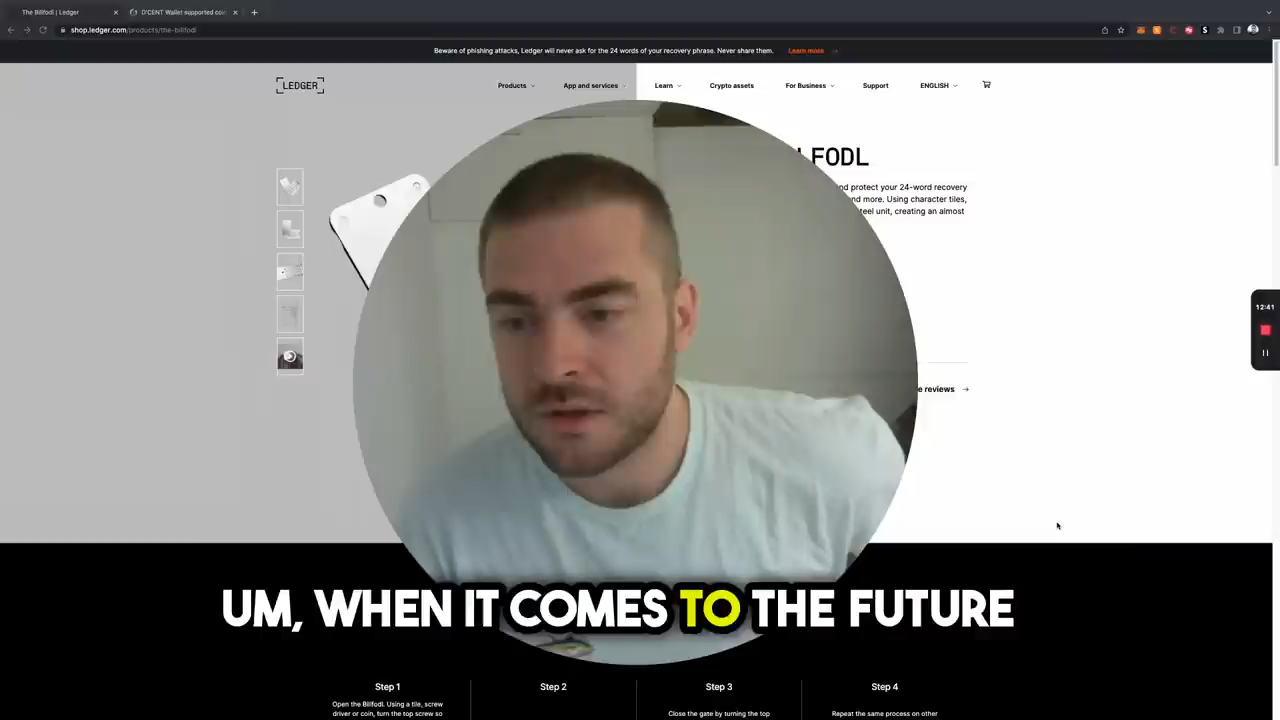 The Billfodl | Ledger
D'CENT Wallet supported coi
shop.ledger.com/products/the-billfodl
Beware of phishing attacks, Ledger will never ask for the 24 words of your recovery phrase. Never share them. Learn more
LEDGER
Products
App and services
Learn
Crypto assets
For Business
Support
ENGLISH
LFODL
and protect your 24-word recovery
nd more. Using character tiles,
teel unit, creating an almost
12:41
e reviews
UM, WHEN IT COMES TO THE FUTURE
Step 1
Step 2
Step 3
Step 4
Open the Billfodl. Using a tile, screw
driver or coin, turn the top screw so
Close the gate by turning the top
Repeat the same process on other